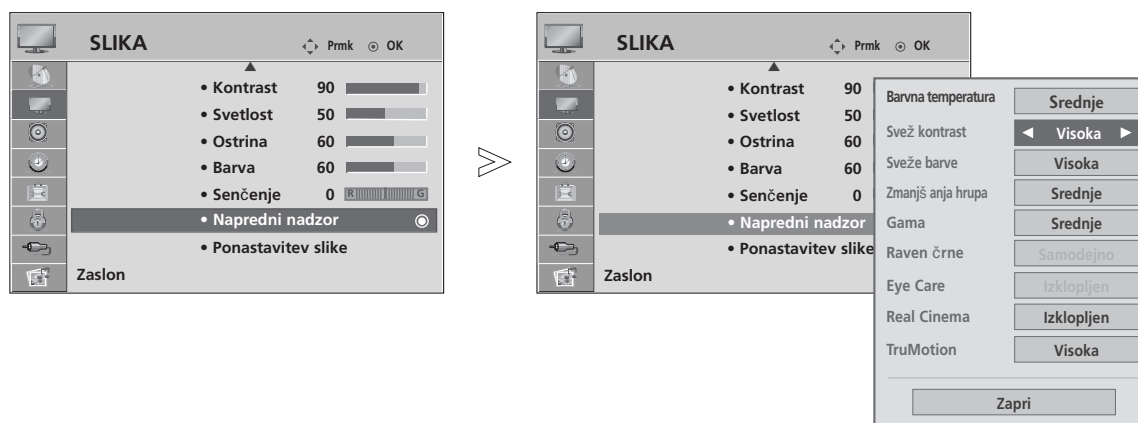 SLIKA
Prmk OK
• Kontrast 90
• Svetlost 50
• Ostrina 60
• Barva 60
• Senčenje 0 R G
• Napredni nadzor
• Ponastavitev slike
Zaslon
SLIKA
Prmk OK
• Kontrast 90
• Svetlost 50
• Ostrina 60
• Barva 60
• Senčenje 0
• Napredni nadzor
• Ponastavitev slike
Zaslon
Barvna temperatura Srednje
Svež kontrast Visoka
Sveže barve Visoka
Zmanjš anja hrupa Srednje
Gama Srednje
Raven črne Samodejno
Eye Care Izklopljen
Real Cinema Izklopljen
TruMotion Visoka
Zapri